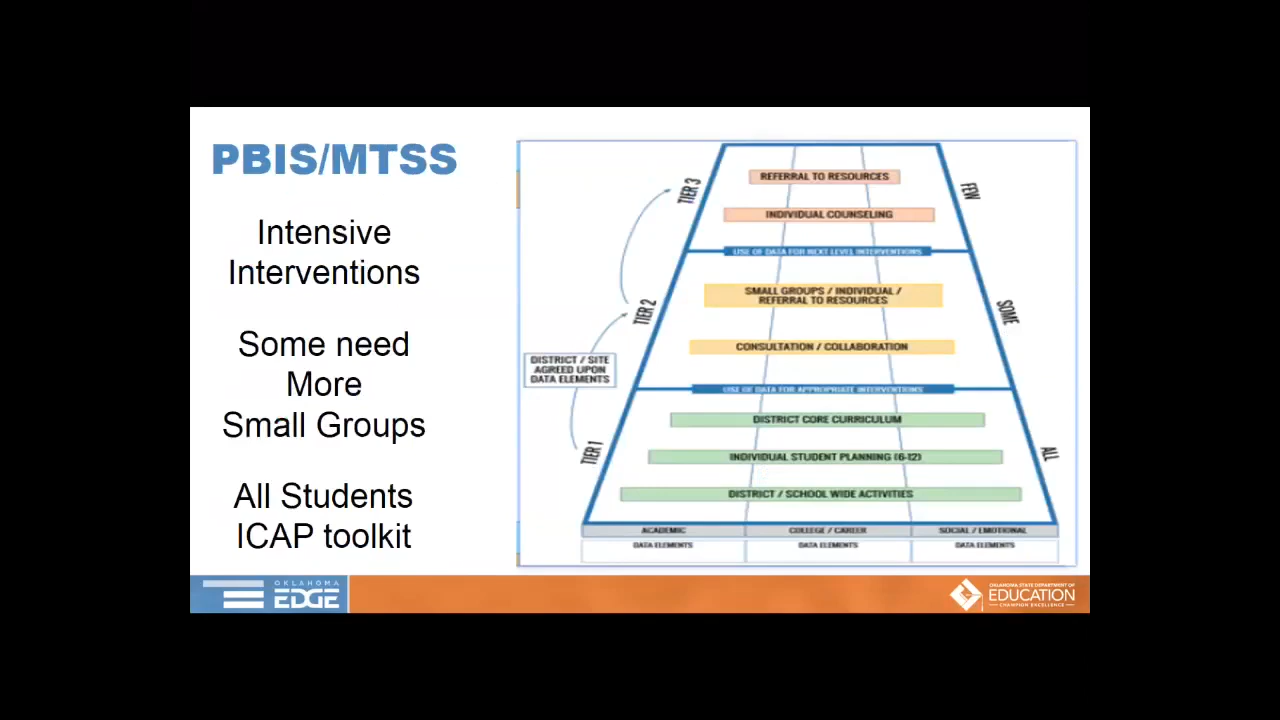 PBIS/MTSS
Intensive
Interventions
Some need
More
Small Groups
All Students
ICAP toolkit
TIER 3
FEW
REFERRAL TO RESOURCES
INDIVIDUAL COUNSELING
USE OF DATA FOR NEXT LEVEL INTERVENTIONS
TIER 2
SOME
SMALL GROUPS / INDIVIDUAL /
REFERRAL TO RESOURCES
CONSULTATION / COLLABORATION
DISTRICT / SITE
AGREED UPON
DATA ELEMENTS
USE OF DATA FOR APPROPRIATE INTERVENTIONS
TIER 1
ALL
DISTRICT CORE CURRICULUM
INDIVIDUAL STUDENT PLANNING (6-12)
DISTRICT / SCHOOL WIDE ACTIVITIES
ACADEMIC
COLLEGE / CAREER
SOCIAL / EMOTIONAL
DATA ELEMENTS
DATA ELEMENTS
DATA ELEMENTS
OKLAHOMA
EDGE
OKLAHOMA STATE DEPARTMENT OF
EDUCATION
CHAMPION EXCELLENCE